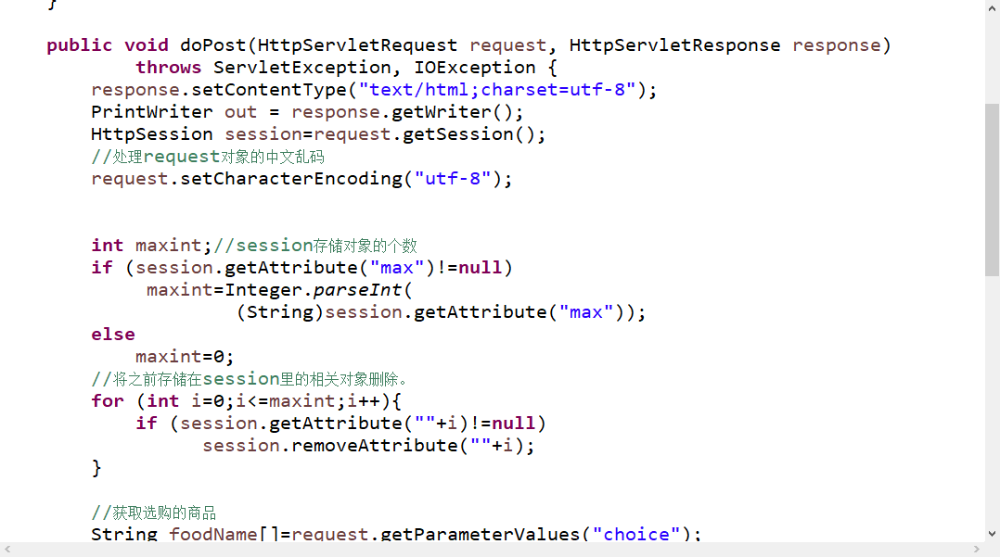 }
public void doPost(HttpServletRequest request, HttpServletResponse response)
throws ServletException, IOException {
response.setContentType("text/html;charset=utf-8");
PrintWriter out = response.getWriter();
HttpSession session=request.getSession();
//处理request对象的中文乱码
request.setCharacterEncoding("utf-8");
int maxint;//session存储对象的个数
if (session.getAttribute("max")!=null)
maxint=Integer.parseInt(
(String)session.getAttribute("max"));
else
maxint=0;
//将之前存储在session里的相关对象删除。
for (int i=0;i<=maxint;i++){
if (session.getAttribute(""+i)!=null)
session.removeAttribute(""+i);
}
//获取选购的商品
String foodName[]=request.getParameterValues("choice");